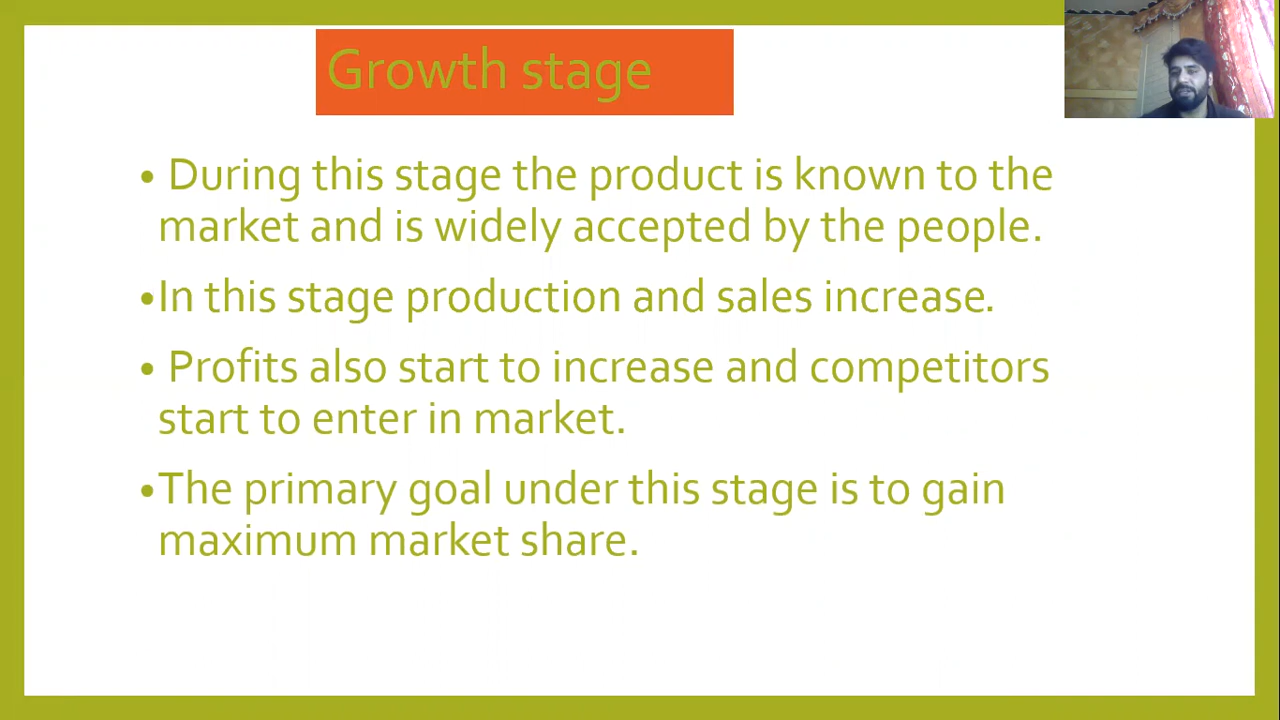 Growth stage
• During this stage the product is known to the
market and is widely accepted by the people.
•In this stage production and sales increase.
• Profits also start to increase and competitors
start to enter in market.
•The primary goal under this stage is to gain
maximum market share.